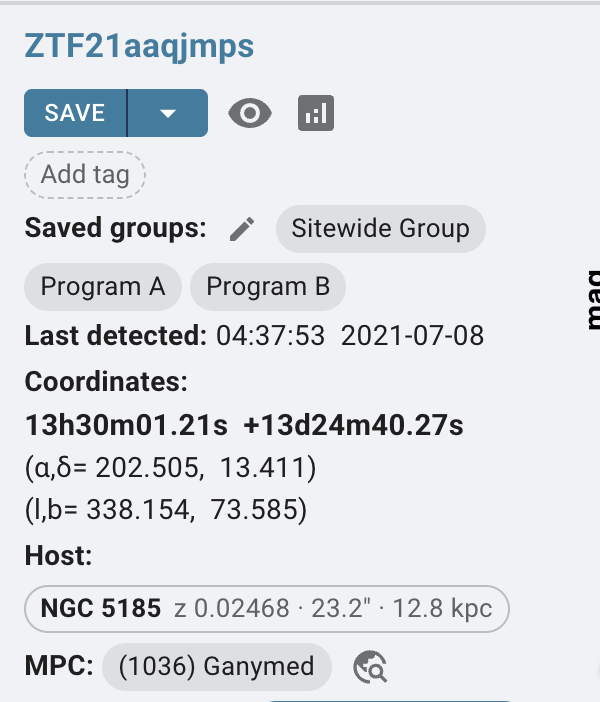 ZTF21aaqjmps
SAVE
Add tag
Saved groups: Sitewide Group
Program A Program B
Last detected: 04:37:53 2021-07-08
Coordinates:
13h30m01.21s +13d24m40.27s
(α,δ= 202.505, 13.411)
(l,b= 338.154, 73.585)
Host:
NGC 5185 z 0.02468 · 23.2" · 12.8 kpc
MPC: (1036) Ganymed
mag